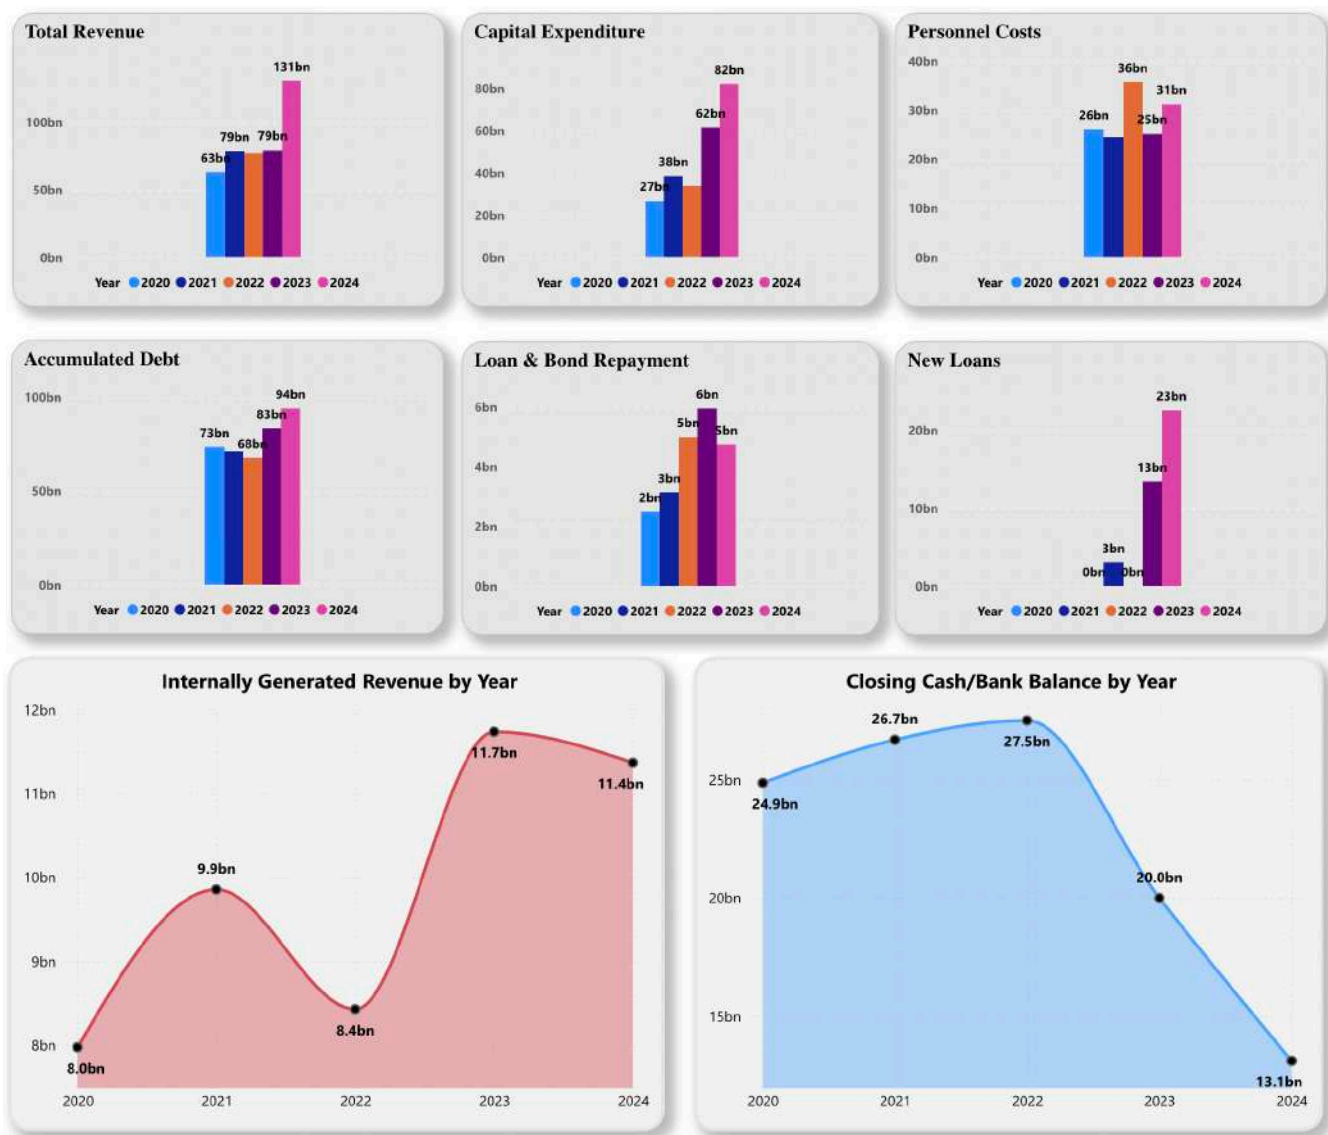 Total Revenue
131bn
100bn
79bn
79bn
63bn
50bn
0bn
Year 2020 2021 2022 2023 2024
Capital Expenditure
82bn
80bn
62bn
60bn
38bn
40bn
27bn
20bn
0bn
Year 2020 2021 2022 2023 2024
Personnel Costs
40bn
36bn
31bn
30bn
26bn
25bn
20bn
10bn
0bn
Year 2020 2021 2022 2023 2024
Accumulated Debt
100bn
94bn
83bn
73bn
68bn
50bn
0bn
Year 2020 2021 2022 2023 2024
Loan & Bond Repayment
6bn
6bn
5bn
5bn
4bn
3bn
2bn
2bn
0bn
Year 2020 2021 2022 2023 2024
New Loans
23bn
20bn
13bn
10bn
3bn
0bn
0bn
0bn
Year 2020 2021 2022 2023 2024
Internally Generated Revenue by Year
12bn
11.7bn
11.4bn
11bn
10bn
9.9bn
9bn
8.4bn
8bn
8.0bn
2020 2021 2022 2023 2024
Closing Cash/Bank Balance by Year
26.7bn
27.5bn
25bn
24.9bn
20.0bn
20bn
15bn
13.1bn
2020 2021 2022 2023 2024